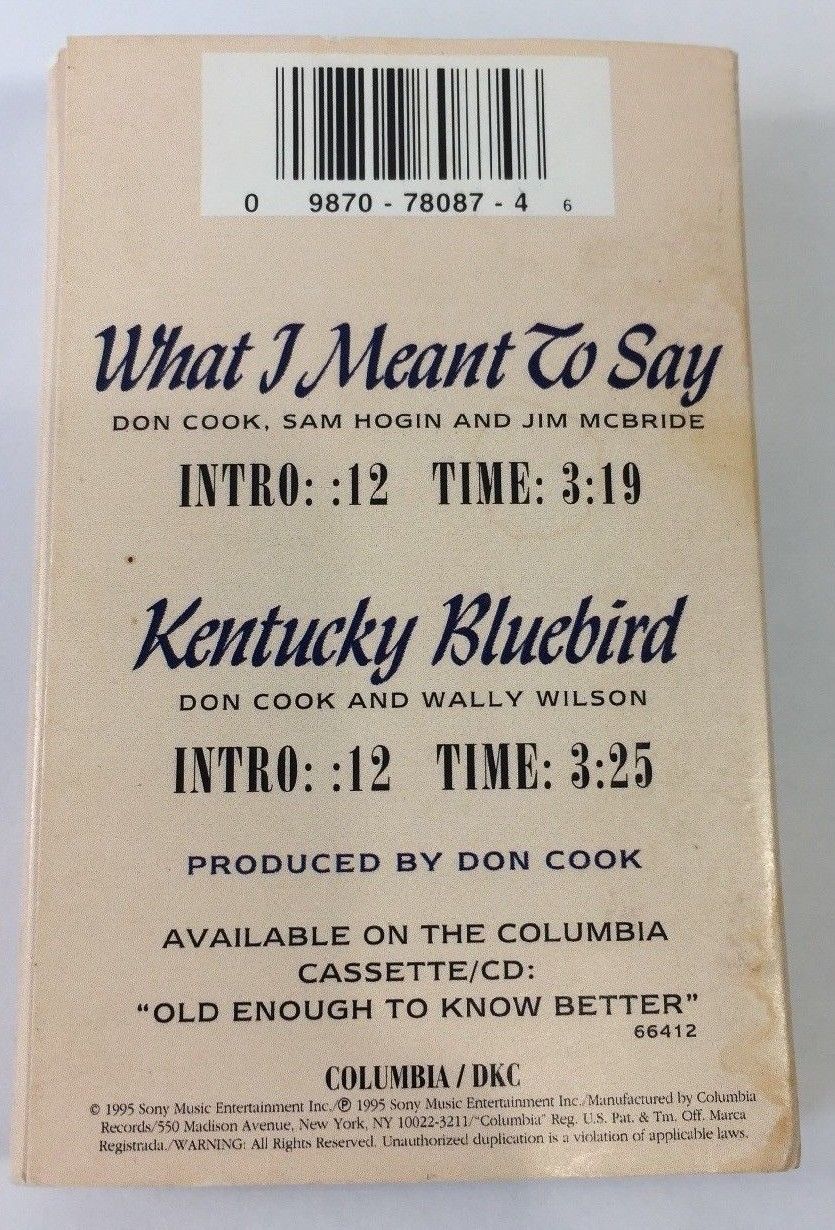 0 9870 - 78087 - 4 6
What I Meant To Say
DON COOK, SAM HOGIN AND JIM MCBRIDE
INTRO: :12 TIME: 3:19
Kentucky Bluebird
DON COOK AND WALLY WILSON
INTRO: :12 TIME: 3:25
PRODUCED BY DON COOK
AVAILABLE ON THE COLUMBIA
CASSETTE/CD:
"OLD ENOUGH TO KNOW BETTER"
66412
COLUMBIA / DKC
© 1995 Sony Music Entertainment Inc./℗ 1995 Sony Music Entertainment Inc./Manufactured by Columbia
Records/550 Madison Avenue, New York, NY 10022-3211/"Columbia" Reg. U.S. Pat. & Tm. Off. Marca
Registrada./WARNING: All Rights Reserved. Unauthorized duplication is a violation of applicable laws.